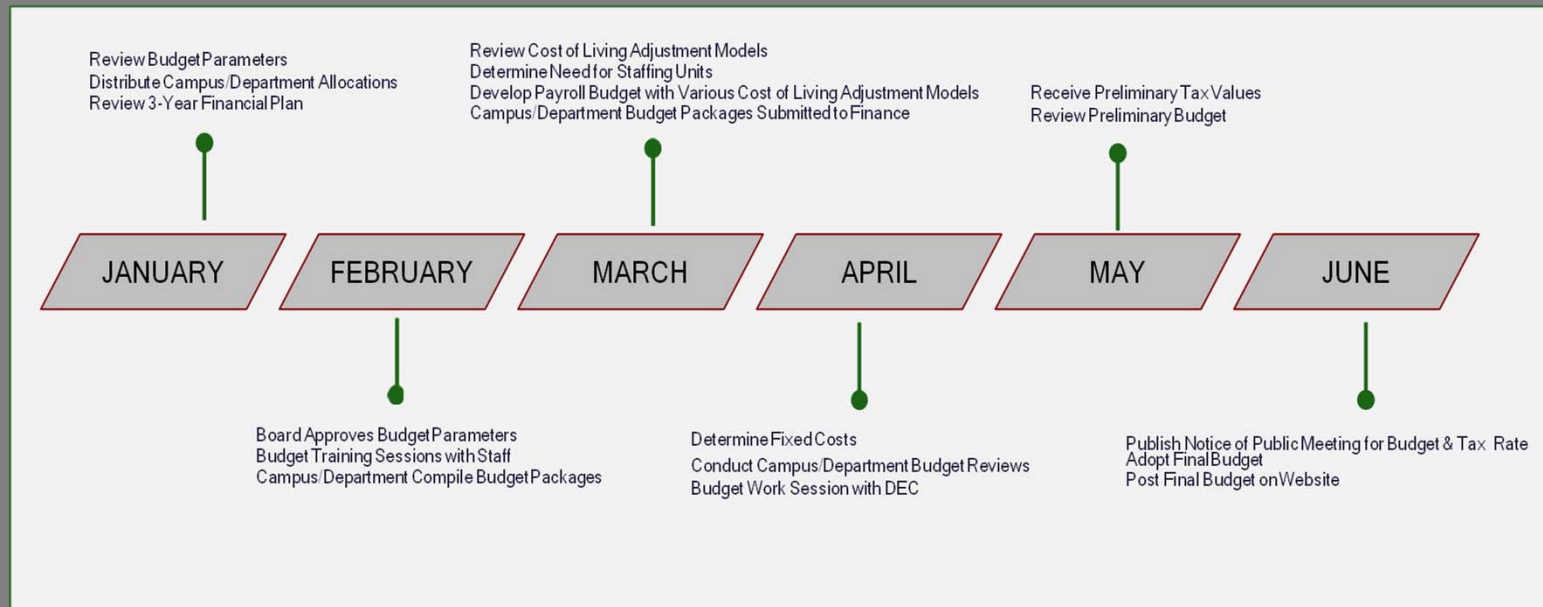 Review Budget Parameters
Distribute Campus/Department Allocations
Review 3-Year Financial Plan
Review Cost of Living Adjustment Models
Determine Need for Staffing Units
Develop Payroll Budget with Various Cost of Living Adjustment Models
Campus/Department Budget Packages Submitted to Finance
Receive Preliminary Tax Values
Review Preliminary Budget
JANUARY
FEBRUARY
MARCH
APRIL
MAY
JUNE
Board Approves Budget Parameters
Budget Training Sessions with Staff
Campus/Department Compile Budget Packages
Determine Fixed Costs
Conduct Campus/Department Budget Reviews
Budget Work Session with DEC
Publish Notice of Public Meeting for Budget & Tax Rate
Adopt Final Budget
Post Final Budget on Website